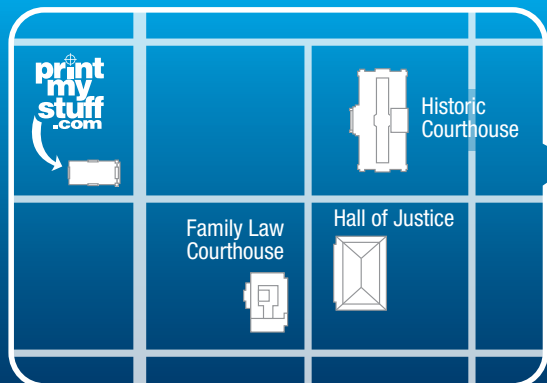 print
my
stuff
.com
Historic
Courthouse
Family Law
Courthouse
Hall of Justice